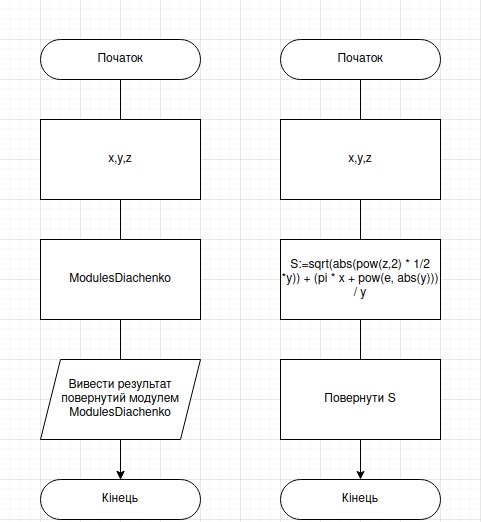 Початок
x,y,z
ModulesDiachenko
Вивести результат
повернутий модулем
ModulesDiachenko
Кінець
Початок
x,y,z
S:=sqrt(abs(pow(z,2) * 1/2
*y)) + (pi * x + pow(e, abs(y)))
/ y
Повернути S
Кінець